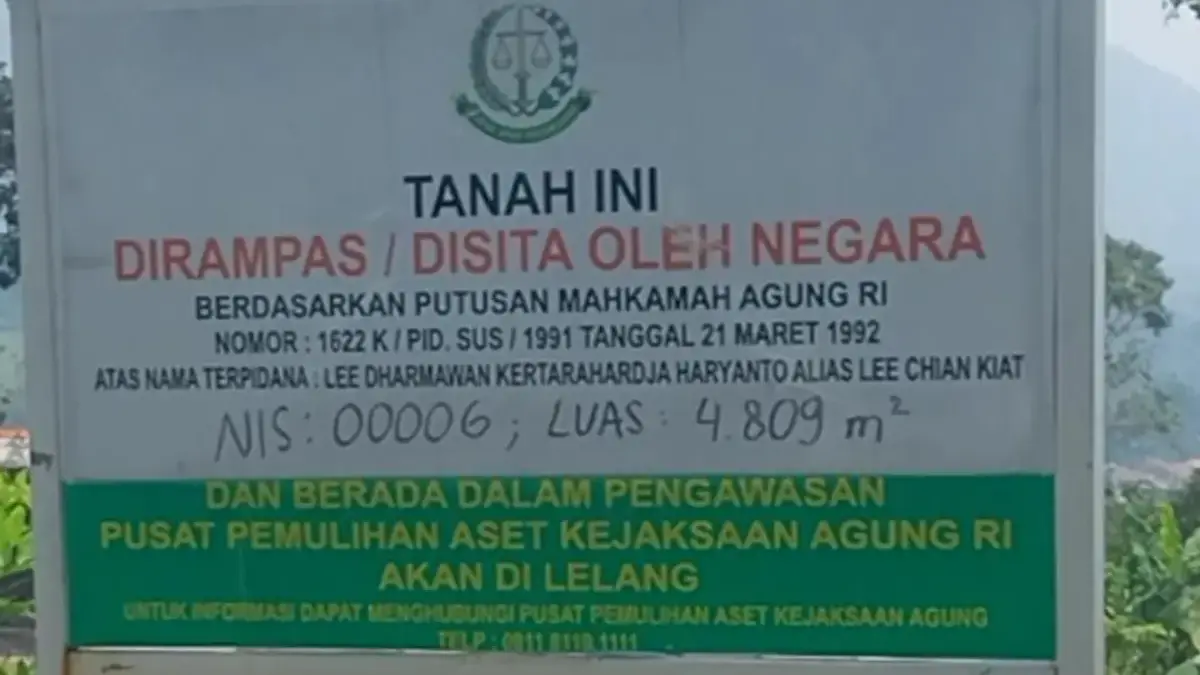 TANAH INI
DIRAMPAS / DISITA OLEH NEGARA
BERDASARKAN PUTUSAN MAHKAMAH AGUNG RI
NOMOR : 1622 K / PID. SUS / 1991 TANGGAL 21 MARET 1992
ATAS NAMA TERPIDANA : LEE DHARMAWAN KERTARAHARDJA HARYANTO ALIAS LEE CHIAN KIAT
NIS : 00006 ; LUAS : 4.809 m²
DAN BERADA DALAM PENGAWASAN
PUSAT PEMULIHAN ASET KEJAKSAAN AGUNG RI
AKAN DI LELANG
UNTUK INFORMASI DAPAT MENGHUBUNGI PUSAT PEMULIHAN ASET KEJAKSAAN AGUNG
TELP :